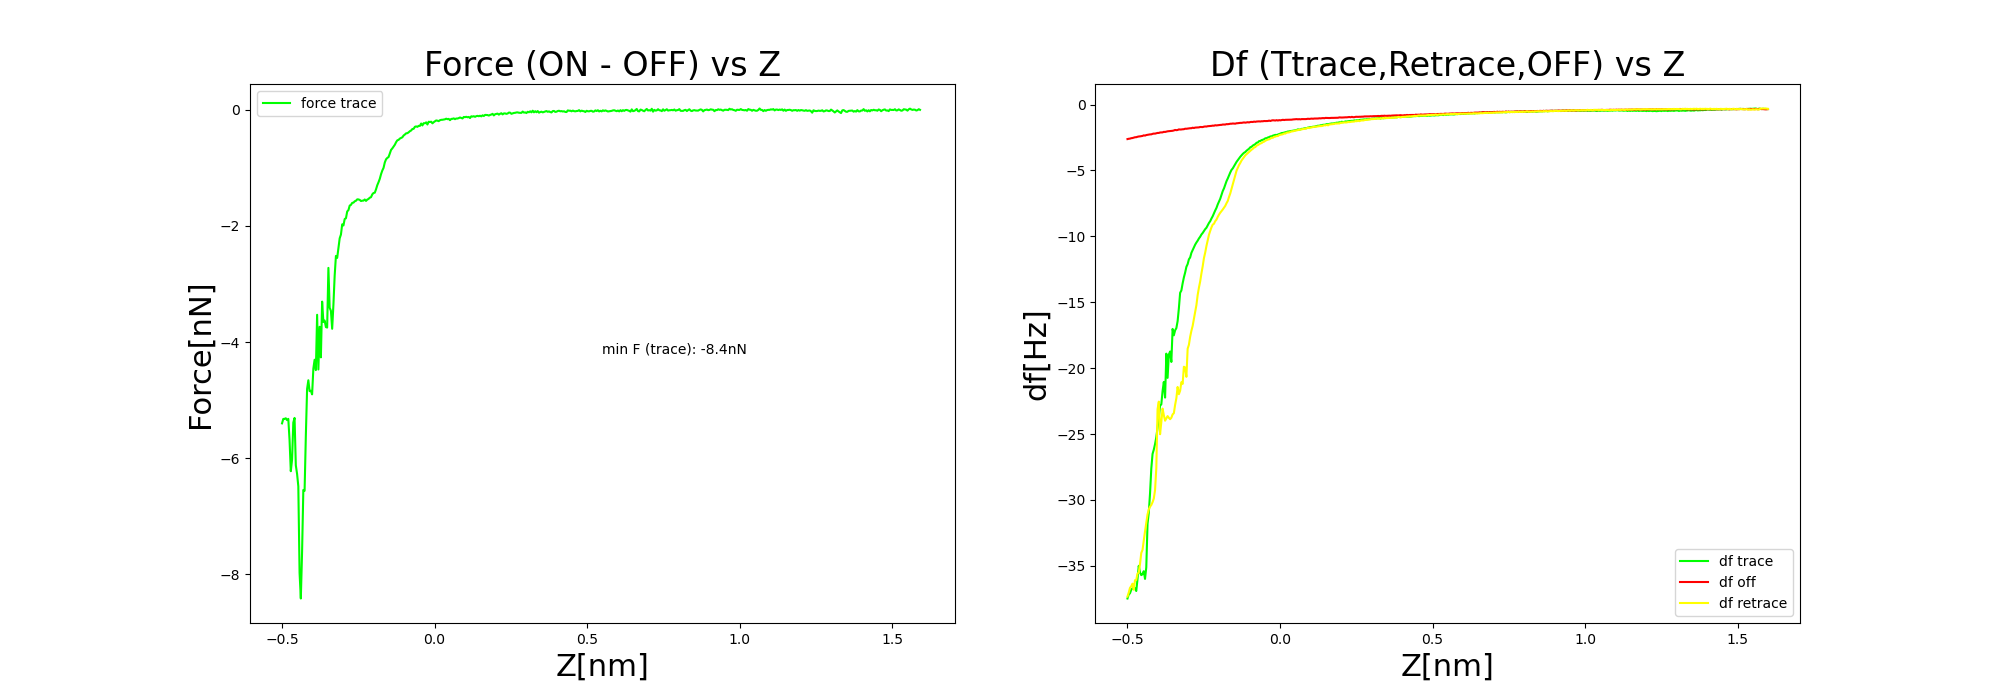 Force (ON - OFF) vs Z
force trace
0
−2
−4
−6
−8
Force[nN]
min F (trace): -8.4nN
−0.5
0.0
0.5
1.0
1.5
Z[nm]
Df (Ttrace,Retrace,OFF) vs Z
0
−5
−10
−15
−20
−25
−30
−35
df[Hz]
df trace
df off
df retrace
−0.5
0.0
0.5
1.0
1.5
Z[nm]